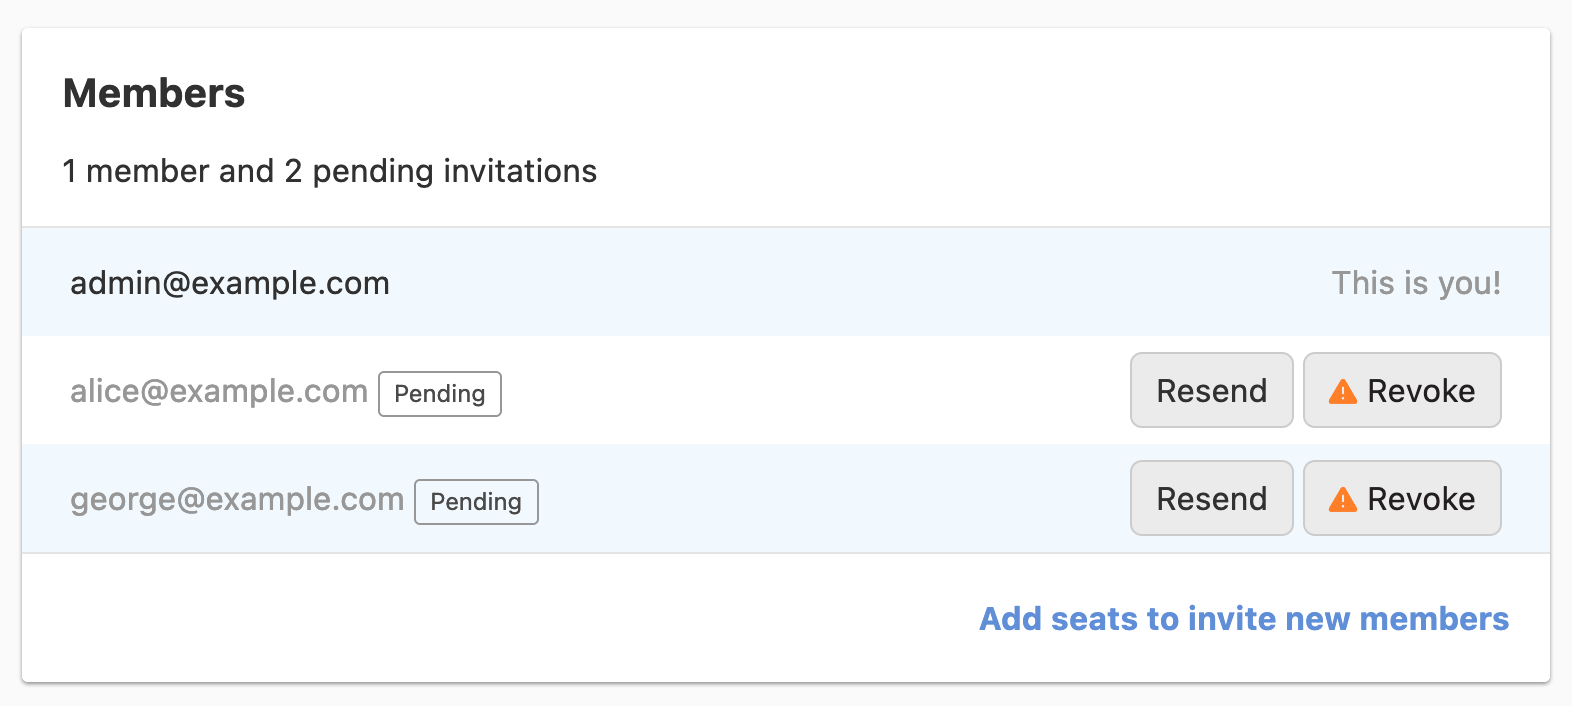 Members
1 member and 2 pending invitations
admin@example.com This is you!
alice@example.com Pending Resend Revoke
george@example.com Pending Resend Revoke
Add seats to invite new members